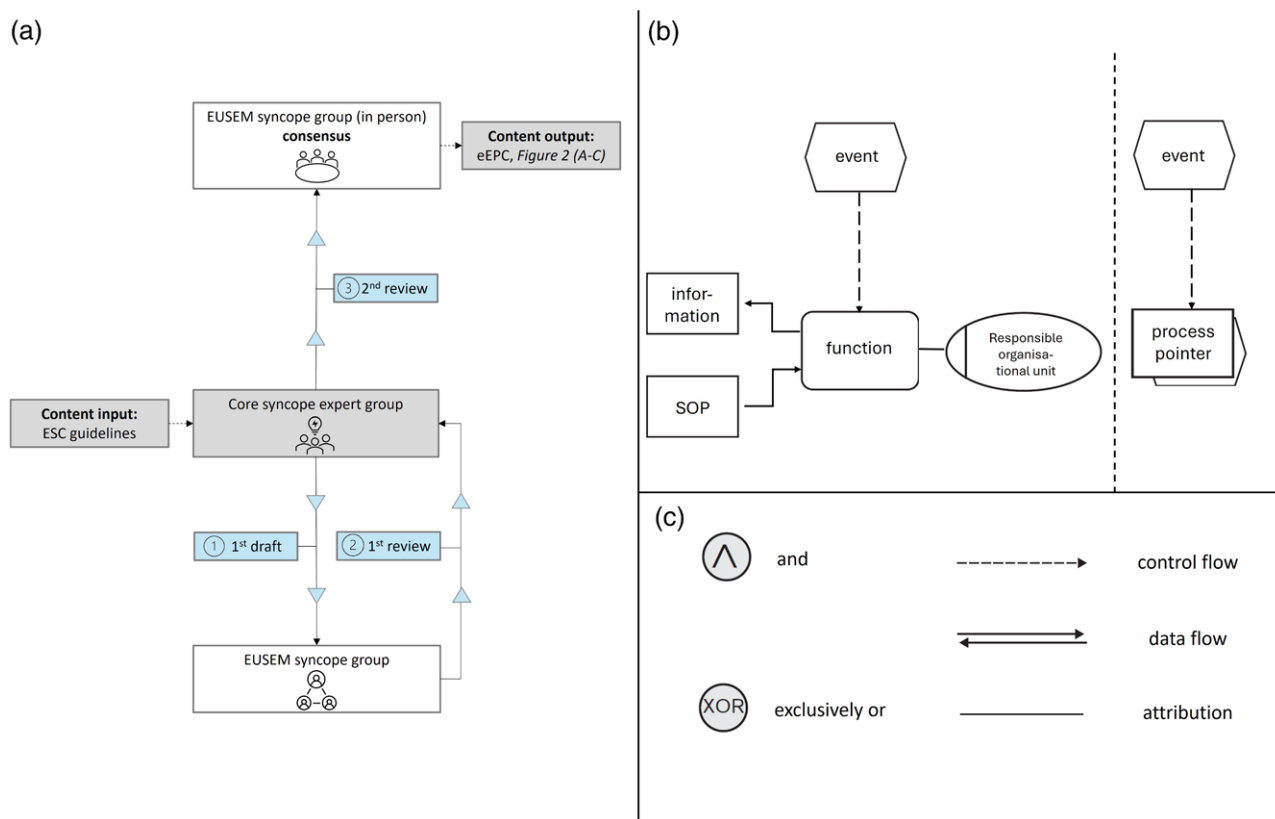 (a)
EUSEM syncope group (in person)
consensus
Content output:
eEPC, Figure 2 (A-C)
3 2nd review
Content input:
ESC guidelines
Core syncope expert group
1 1st draft
2 1st review
EUSEM syncope group
(b)
event
infor-
mation
function
Responsible
organisa-
tional unit
SOP
event
process
pointer
(c)
Λ and
control flow
data flow
XOR exclusively or
attribution